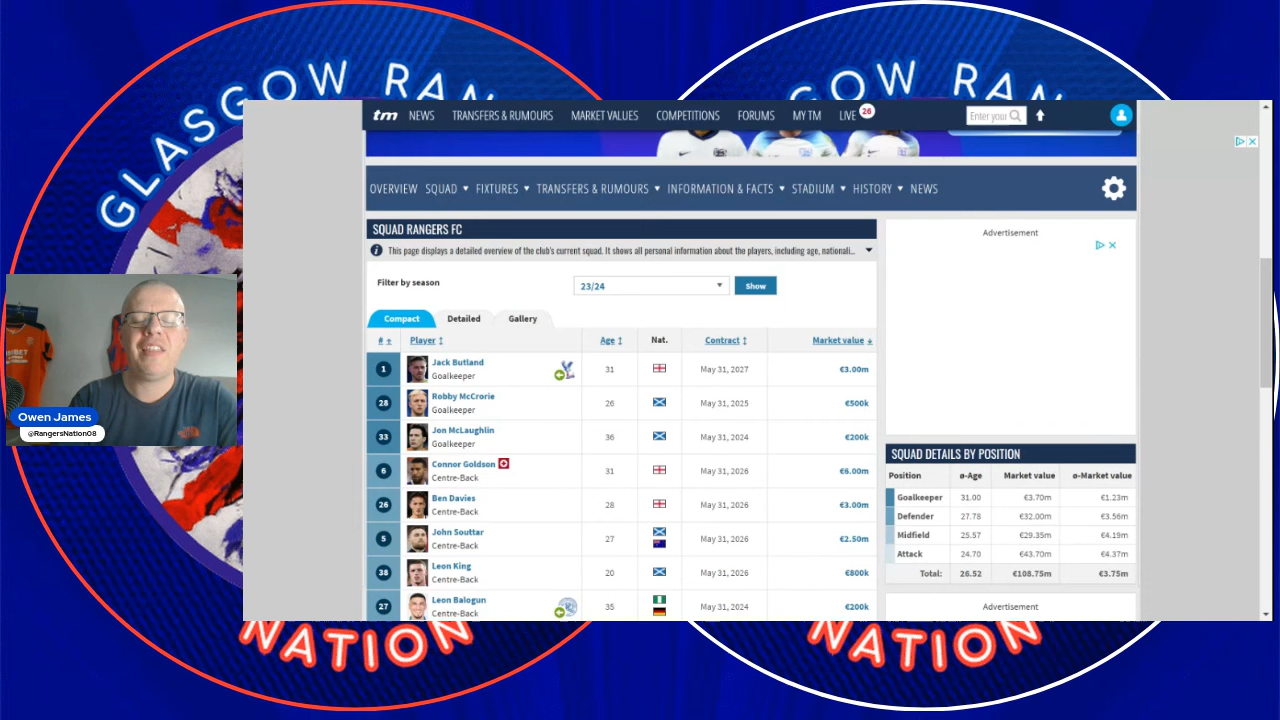 GLASGOW RAN
GOW RAN
tm NEWS TRANSFERS & RUMOURS MARKET VALUES COMPETITIONS FORUMS MY TM LIVE 26
OVERVIEW SQUAD FIXTURES TRANSFERS & RUMOURS INFORMATION & FACTS STADIUM HISTORY NEWS
SQUAD RANGERS FC
This page displays a detailed overview of the club's current squad. It shows all personal information about the players, including age, nationali...
Filter by season 23/24 Show
Compact Detailed Gallery
# Player Age Nat. Contract Market value
1 Jack Butland 31 May 31, 2027 €3.00m
Goalkeeper
28 Robby McCrorie 26 May 31, 2025 €500k
Goalkeeper
33 Jon McLaughlin 36 May 31, 2024 €200k
Goalkeeper
6 Connor Goldson 31 May 31, 2026 €6.00m
Centre-Back
26 Ben Davies 28 May 31, 2026 €3.00m
Centre-Back
5 John Souttar 27 May 31, 2026 €2.50m
Centre-Back
38 Leon King 20 May 31, 2026 €800k
Centre-Back
27 Leon Balogun 35 May 31, 2024 €200k
Centre-Back
Advertisement
SQUAD DETAILS BY POSITION
Position ø-Age Market value ø-Market value
Goalkeeper 31.00 €3.70m €1.23m
Defender 27.78 €32.00m €3.56m
Midfield 25.57 €29.35m €4.19m
Attack 24.70 €43.70m €4.37m
Total: 26.52 €108.75m €3.75m
Advertisement
Owen James
@RangersNation08
NATION
NATION